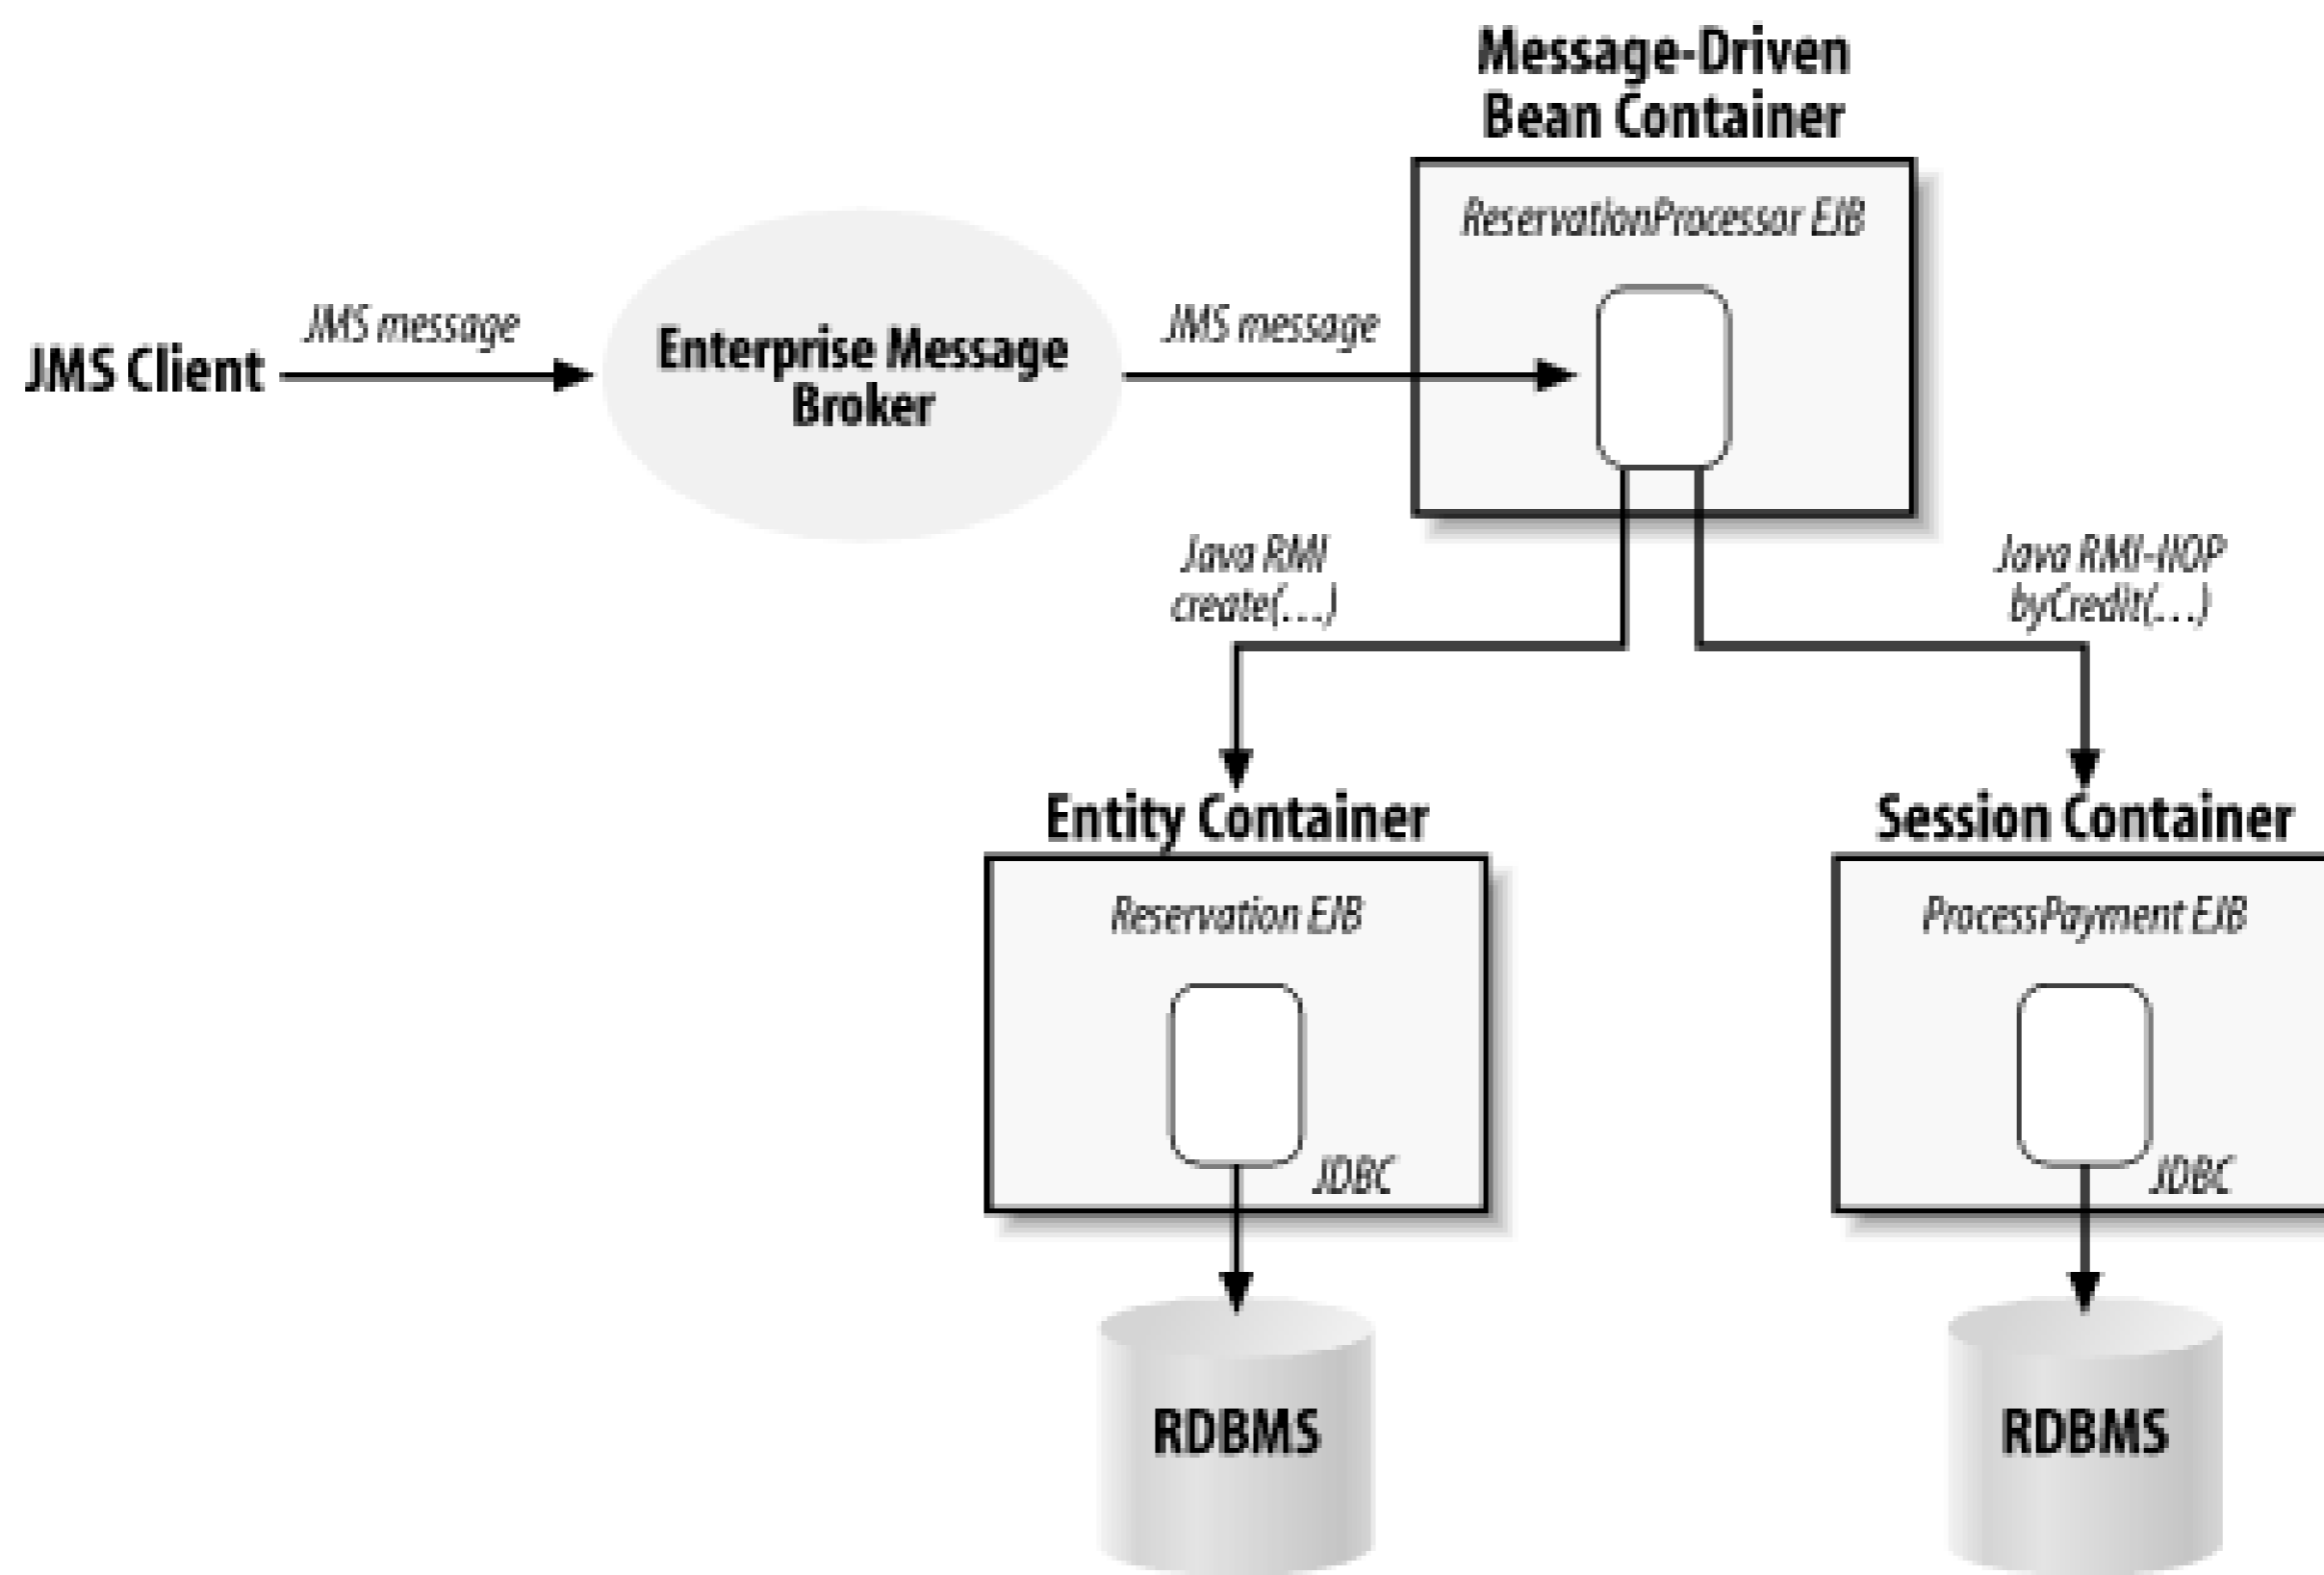 Message-Driven
Bean Container
ReservationProcessor EJB
JMS message
JMS message
JMS Client
Enterprise Message
Broker
Java RMI
create(...)
Java RMI-IIOP
byCredit(...)
Entity Container
Session Container
Reservation EJB
ProcessPayment EJB
JDBC
JDBC
RDBMS
RDBMS